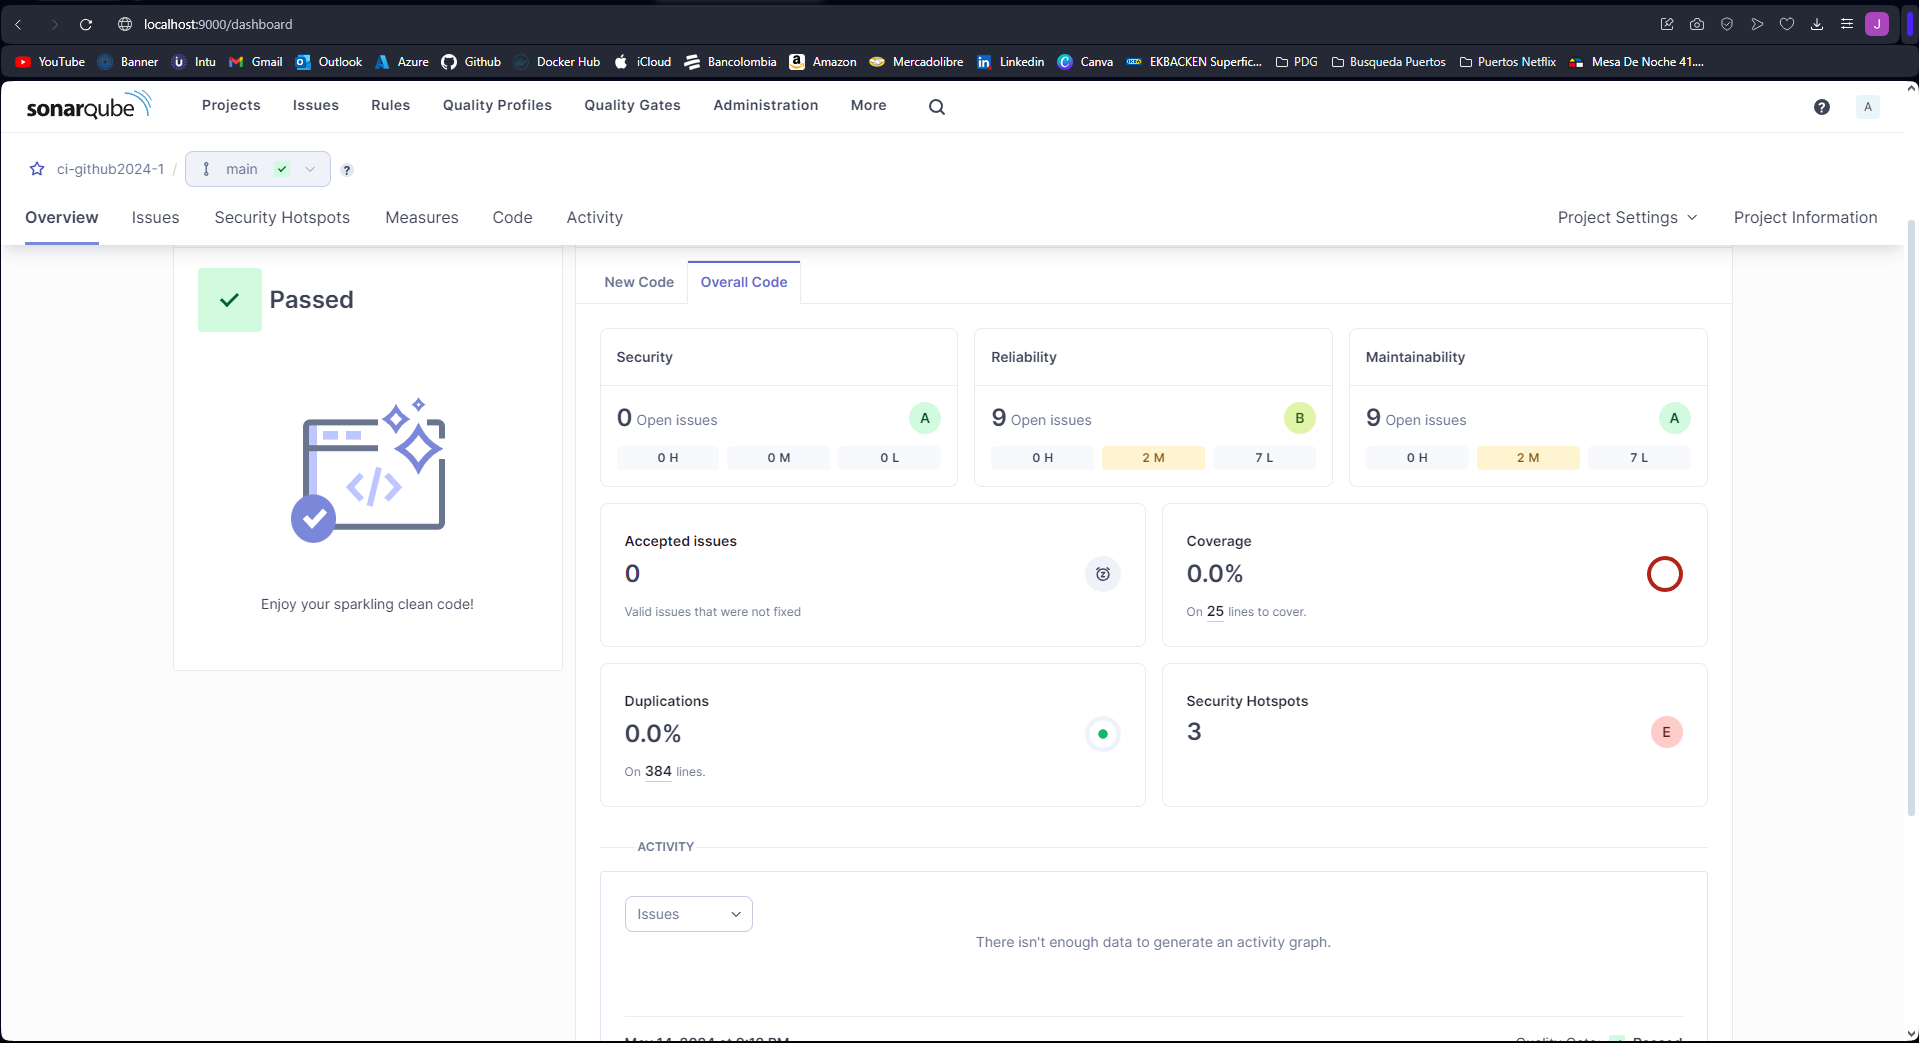 localhost:9000/dashboard
J
YouTube Banner Intu Gmail Outlook Azure Github Docker Hub iCloud Bancolombia Amazon Mercadolibre Linkedin Canva EKBACKEN Superfic... PDG Busqueda Puertos Puertos Netflix Mesa De Noche 41....
sonarqube Projects Issues Rules Quality Profiles Quality Gates Administration More ? A
ci-github2024-1 / main ?
Overview Issues Security Hotspots Measures Code Activity Project Settings Project Information
Passed
Enjoy your sparkling clean code!
New Code Overall Code
Security
0 Open issues A
0 H 0 M 0 L
Reliability
9 Open issues B
0 H 2 M 7 L
Maintainability
9 Open issues A
0 H 2 M 7 L
Accepted issues
0
Valid issues that were not fixed
Coverage
0.0%
On 25 lines to cover.
Duplications
0.0%
On 384 lines.
Security Hotspots
3 E
ACTIVITY
Issues
There isn't enough data to generate an activity graph.